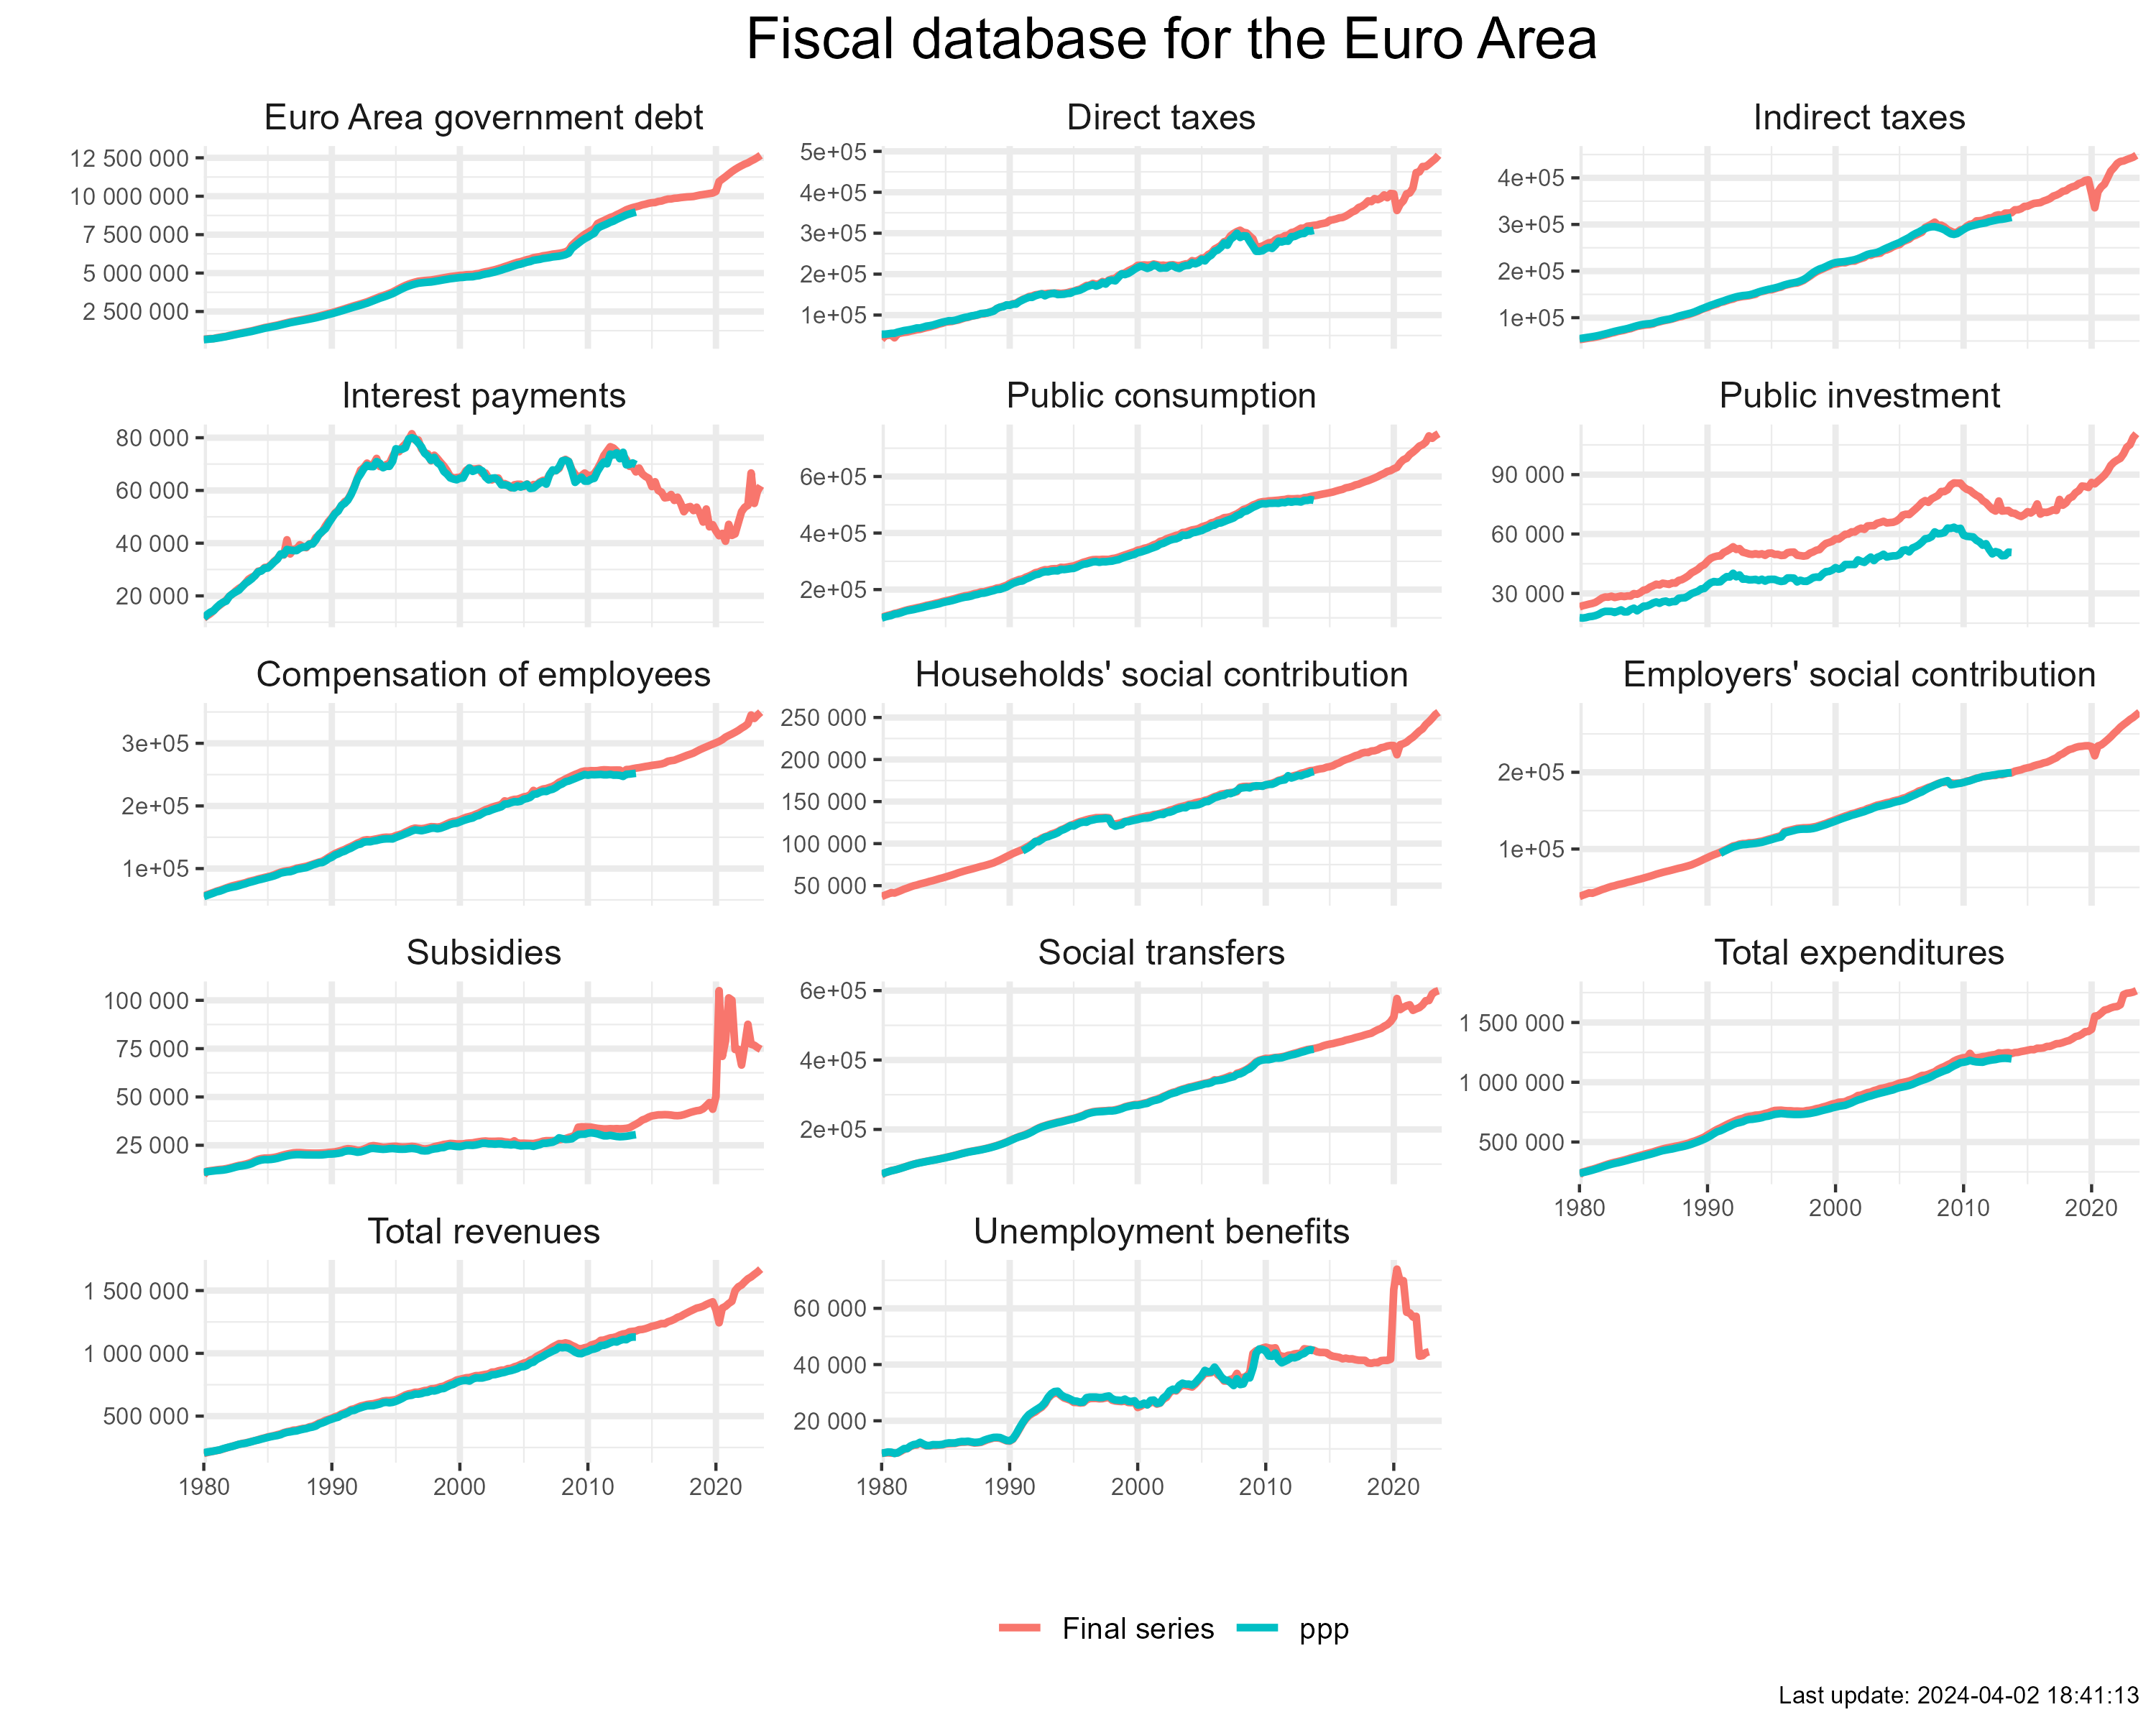 Fiscal database for the Euro Area
Euro Area government debt
12 500 000
10 000 000
7 500 000
5 000 000
2 500 000
Direct taxes
5e+05
4e+05
3e+05
2e+05
1e+05
Indirect taxes
4e+05
3e+05
2e+05
1e+05
Interest payments
80 000
60 000
40 000
20 000
Public consumption
6e+05
4e+05
2e+05
Public investment
90 000
60 000
30 000
Compensation of employees
3e+05
2e+05
1e+05
Households' social contribution
250 000
200 000
150 000
100 000
50 000
Employers' social contribution
2e+05
1e+05
Subsidies
100 000
75 000
50 000
25 000
Social transfers
6e+05
4e+05
2e+05
Total expenditures
1 500 000
1 000 000
500 000
1980 1990 2000 2010 2020
Total revenues
1 500 000
1 000 000
500 000
1980 1990 2000 2010 2020
Unemployment benefits
60 000
40 000
20 000
1980 1990 2000 2010 2020
Final series ppp
Last update: 2024-04-02 18:41:13